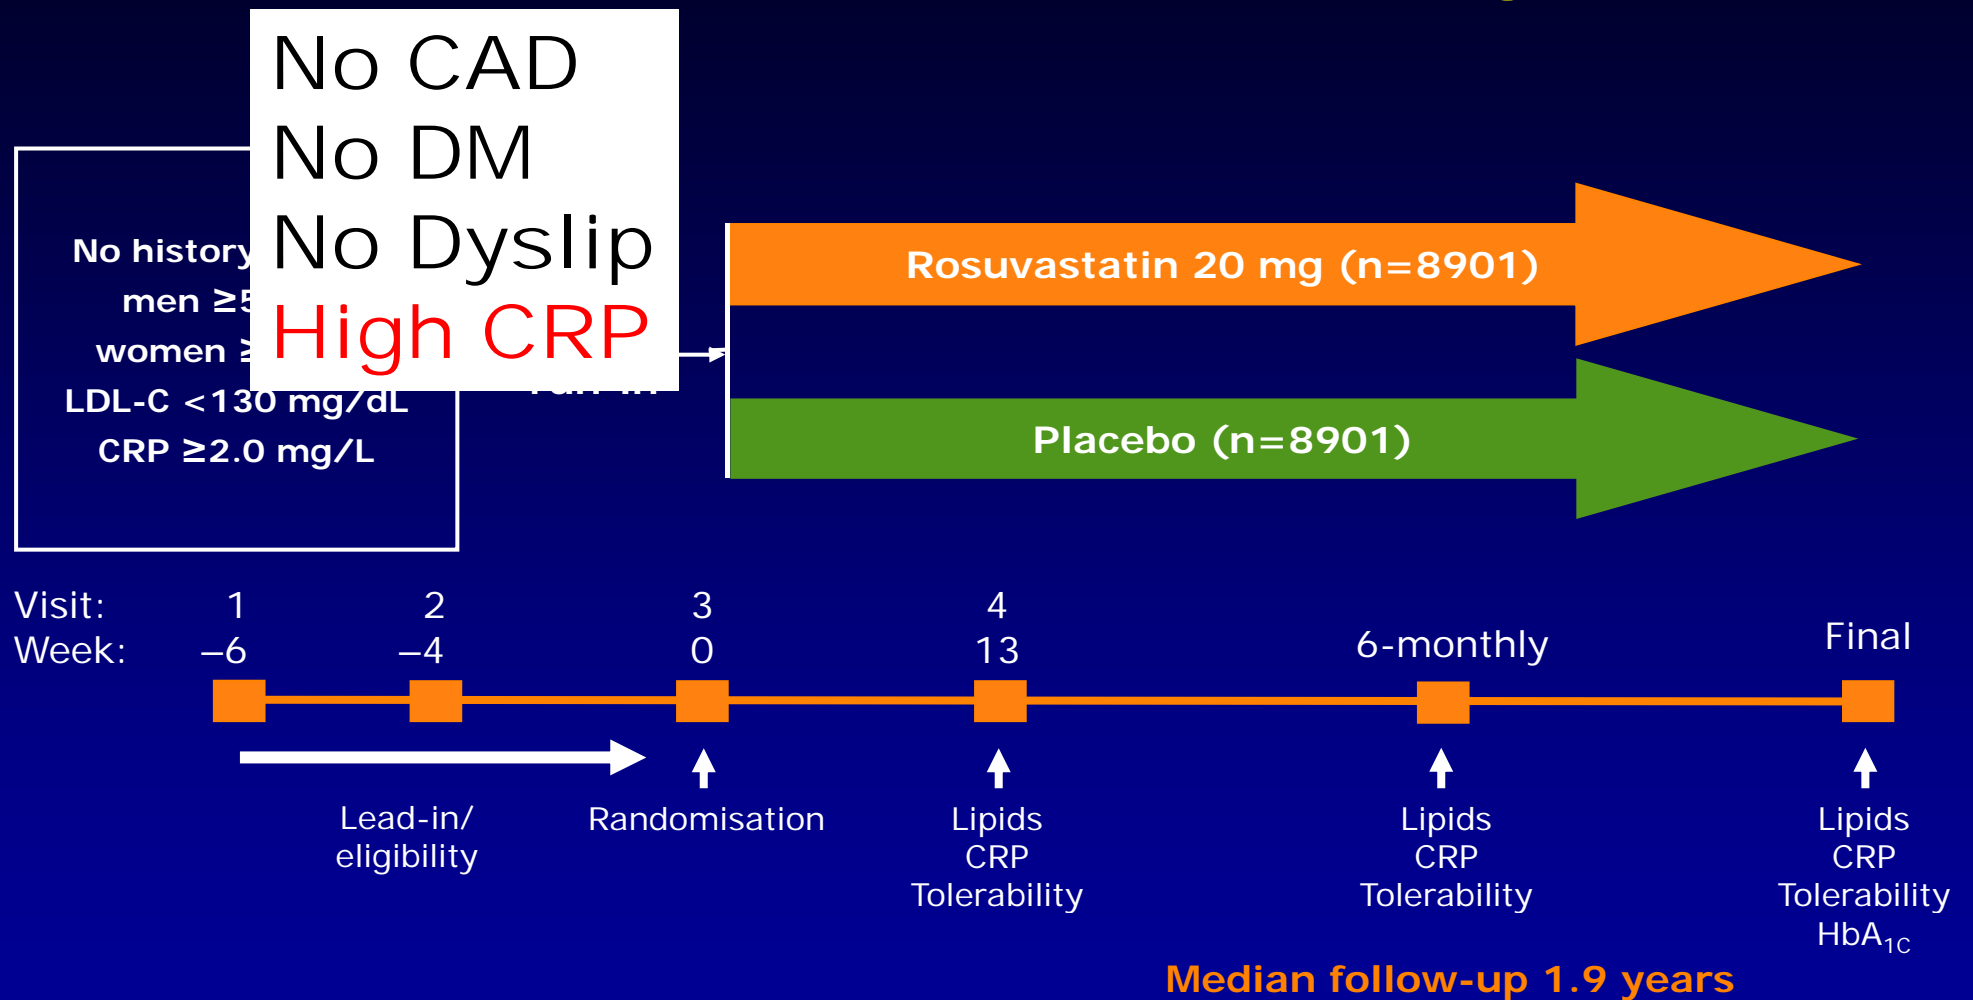 No CAD
No DM
No Dyslip
High CRP
No history
men ≥5
women ≥
LDL-C <130 mg/dL
CRP ≥2.0 mg/L
Rosuvastatin 20 mg (n=8901)
Placebo (n=8901)
Visit: 1 2 3 4
Week: –6 –4 0 13 6-monthly Final
Lead-in/
eligibility
Randomisation
Lipids
CRP
Tolerability
Lipids
CRP
Tolerability
Lipids
CRP
Tolerability
HbA1C
Median follow-up 1.9 years